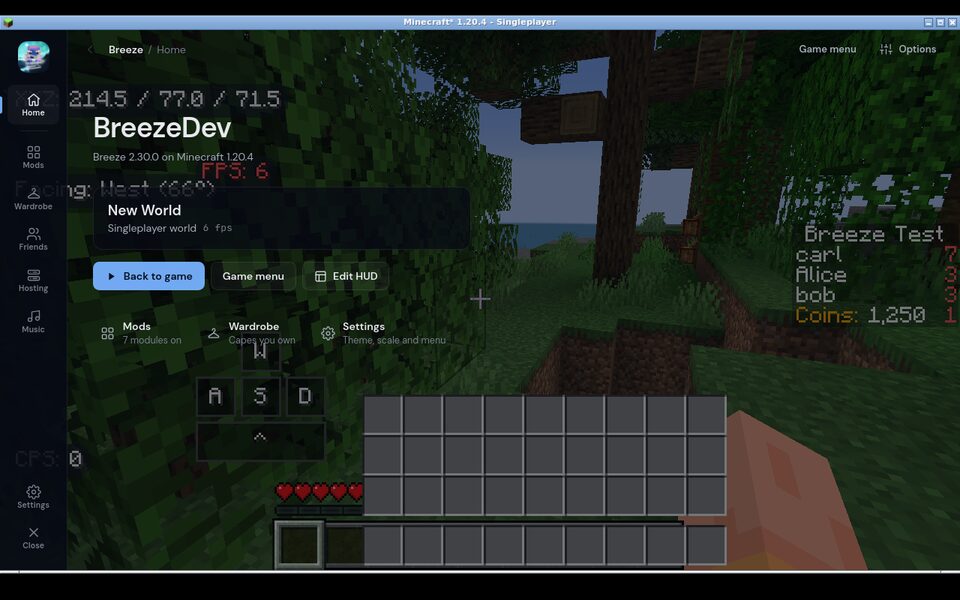 Minecraft* 1.20.4 - Singleplayer
Breeze / Home
Game menu
Options
214.5 / 77.0 / 71.5
Home
BreezeDev
Breeze 2.30.0 on Minecraft 1.20.4
FPS: 6
Mods
Facing: West (66°)
Wardrobe
New World
Singleplayer world 6 fps
Friends
Breeze Test
carl 7
Alice 3
bob 3
Coins: 1,250 1
Back to game
Game menu
Edit HUD
Hosting
Music
Mods
7 modules on
Wardrobe
Capes you own
Settings
Theme, scale and menu
W
A
S
D
^
CPS: 0
Settings
Close